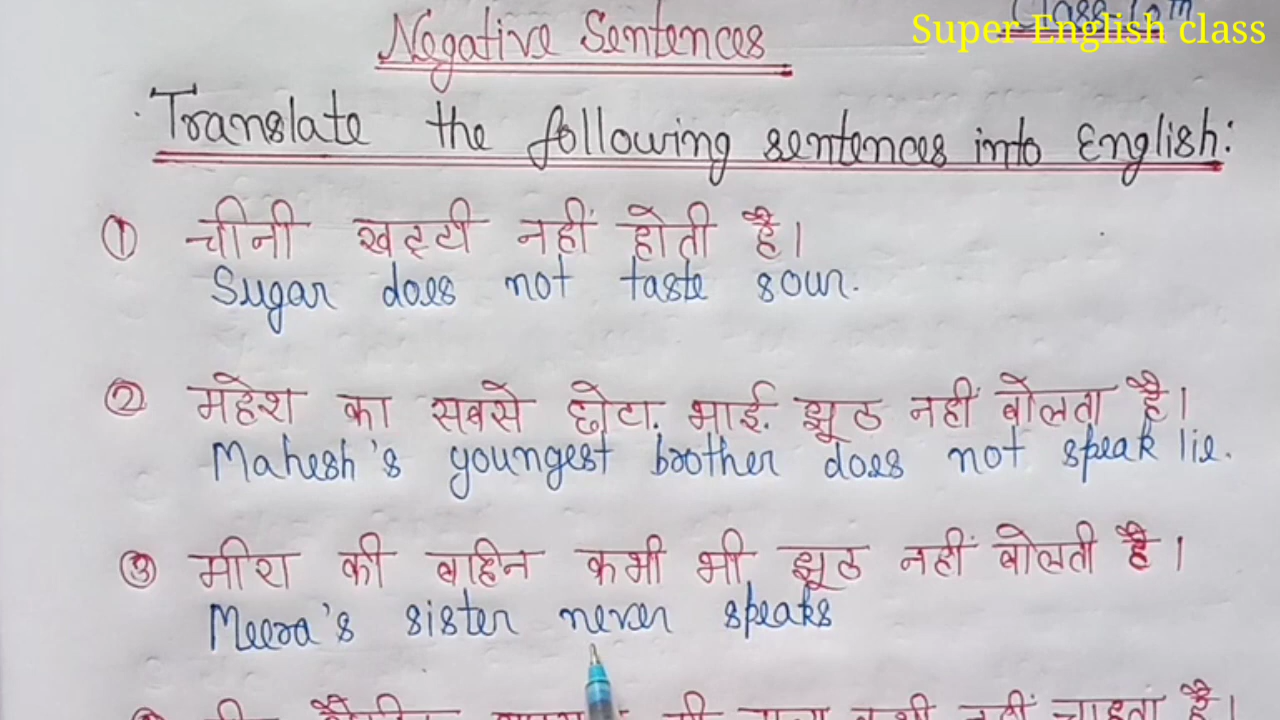 Negative Sentences
Super English class
Translate the following sentences into English:
① चीनी खट्टी नहीं होती है।
Sugar does not taste sour.
② महेश का सबसे छोटा भाई झूठ नहीं बोलता है।
Mahesh's youngest brother does not speak lie.
③ मीरा की बहिन कभी भी झूठ नहीं बोलती है।
Meera's sister never speaks
नहीं चाहता है।